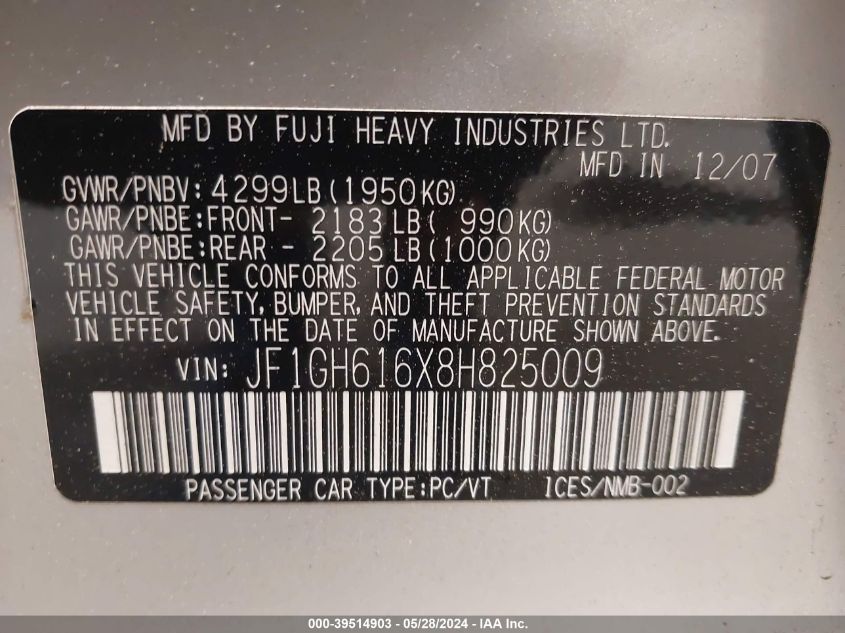 MFD BY FUJI HEAVY INDUSTRIES LTD.
MFD IN 12/07
GVWR/PNBV: 4299LB (1950KG)
GAWR/PNBE:FRONT- 2183 LB ( 990KG)
GAWR/PNBE:REAR - 2205 LB (1000KG)
THIS VEHICLE CONFORMS TO ALL APPLICABLE FEDERAL MOTOR
VEHICLE SAFETY, BUMPER, AND THEFT PREVENTION STANDARDS
IN EFFECT ON THE DATE OF MANUFACTURE SHOWN ABOVE.
VIN: JF1GH616X8H825009
PASSENGER CAR TYPE:PC/VT ICES/NMB-002
000-39514903 - 05/28/2024 - IAA Inc.